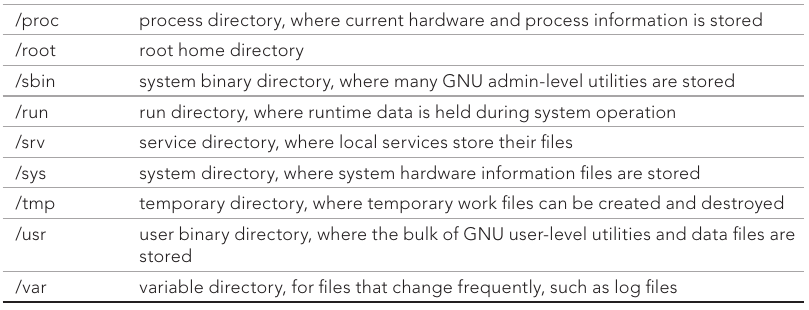 /proc process directory, where current hardware and process information is stored
/root root home directory
/sbin system binary directory, where many GNU admin-level utilities are stored
/run run directory, where runtime data is held during system operation
/srv service directory, where local services store their files
/sys system directory, where system hardware information files are stored
/tmp temporary directory, where temporary work files can be created and destroyed
/usr user binary directory, where the bulk of GNU user-level utilities and data files are
stored
/var variable directory, for files that change frequently, such as log files